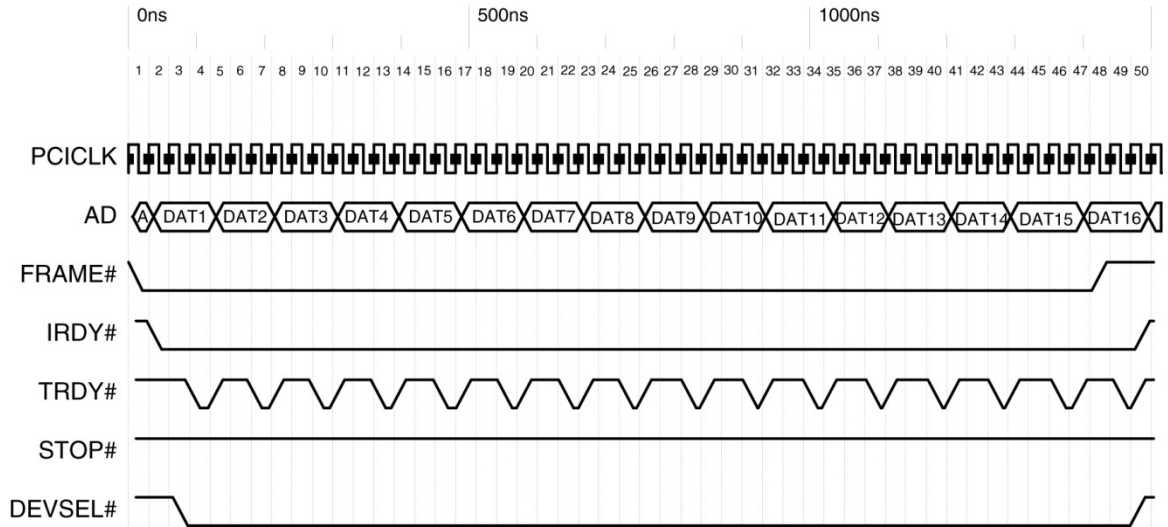 0ns 500ns 1000ns
1 2 3 4 5 6 7 8 9 10 11 12 13 14 15 16 17 18 19 20 21 22 23 24 25 26 27 28 29 30 31 32 33 34 35 36 37 38 39 40 41 42 43 44 45 46 47 48 49 50
PCICLK
AD A DAT1 DAT2 DAT3 DAT4 DAT5 DAT6 DAT7 DAT8 DAT9 DAT10 DAT11 DAT12 DAT13 DAT14 DAT15 DAT16
FRAME#
IRDY#
TRDY#
STOP#
DEVSEL#